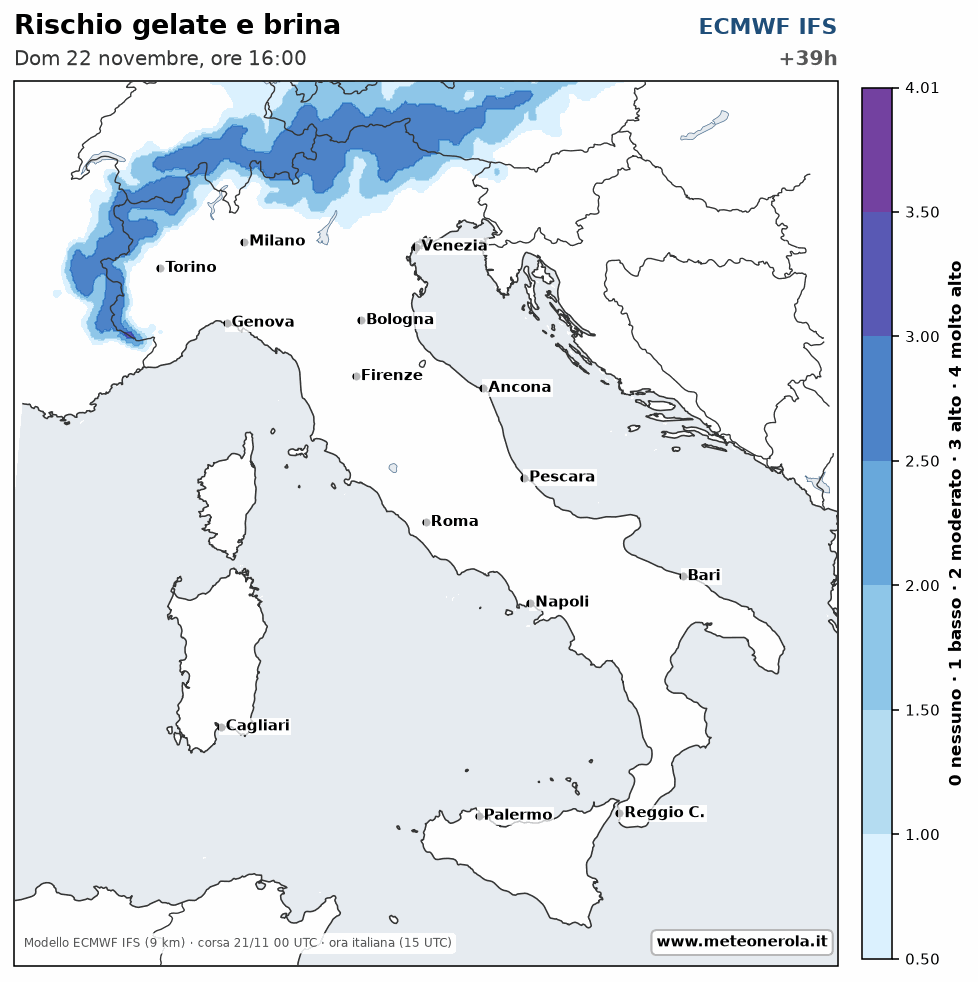 Rischio gelate e brina
ECMWF IFS
Dom 22 novembre, ore 16:00
+39h
4.01
3.50
3.00
2.50
2.00
1.50
1.00
0.50
0 nessuno · 1 basso · 2 moderato · 3 alto · 4 molto alto
Milano
Venezia
Torino
Genova
Bologna
Firenze
Ancona
Pescara
Roma
Bari
Napoli
Cagliari
Palermo
Reggio C.
Modello ECMWF IFS (9 km) · corsa 21/11 00 UTC · ora italiana (15 UTC)
www.meteonerola.it